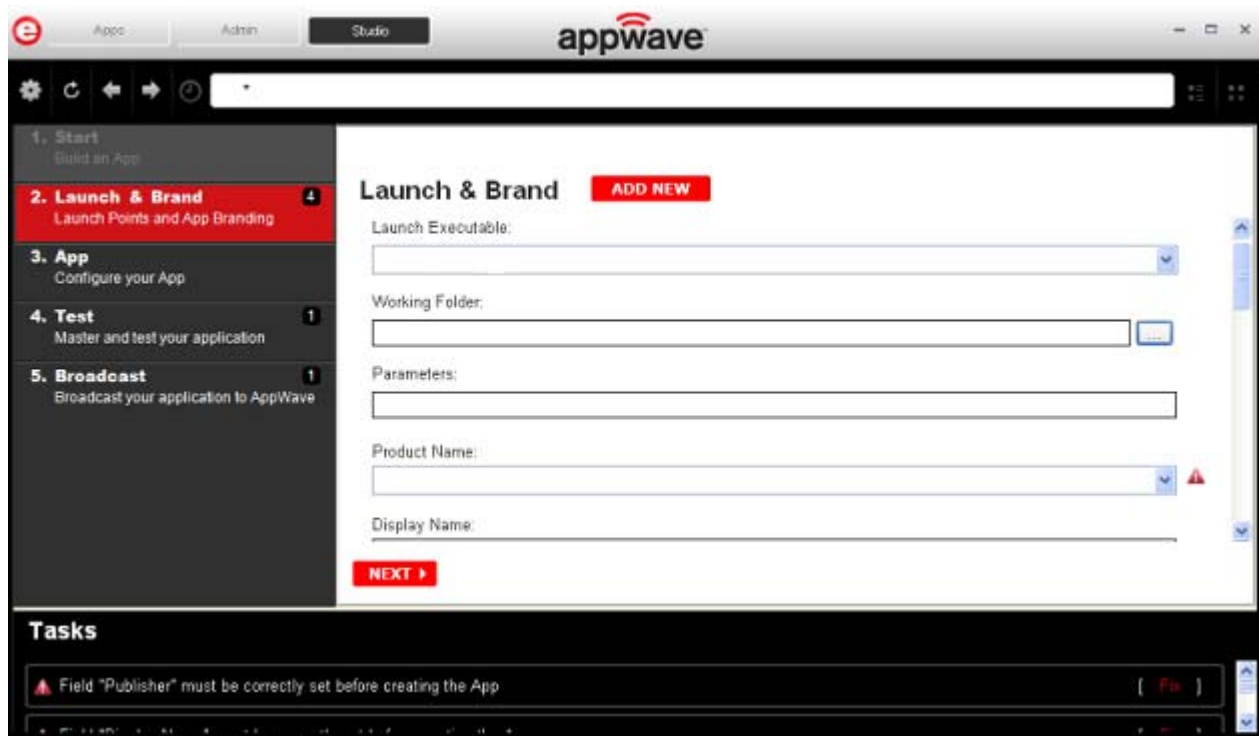 e
Apps
Admin
Studio
appwave
*
1. Start
Build an App
2. Launch & Brand 4
Launch Points and App Branding
3. App
Configure your App
4. Test 1
Master and test your application
5. Broadcast 1
Broadcast your application to AppWave
Launch & Brand
ADD NEW
Launch Executable:
Working Folder:
...
Parameters:
Product Name:
Display Name:
NEXT
Tasks
Field "Publisher" must be correctly set before creating the App
[ Fix ]